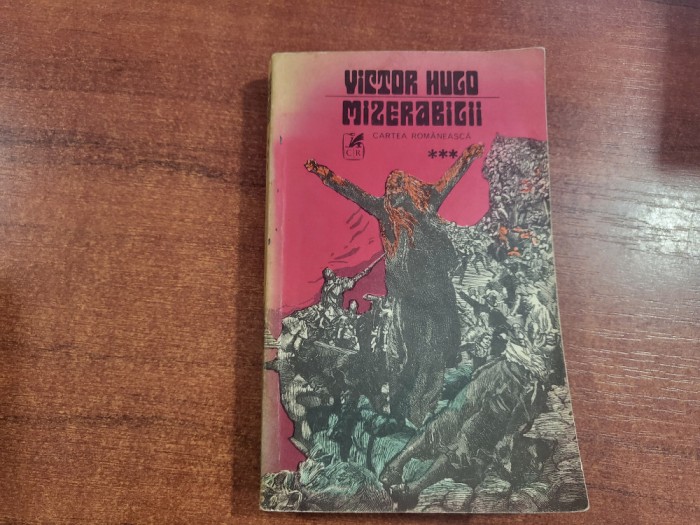 VICTOR HUGO
MIZERABILII
CARTEA ROMÂNEASCĂ
CR
***